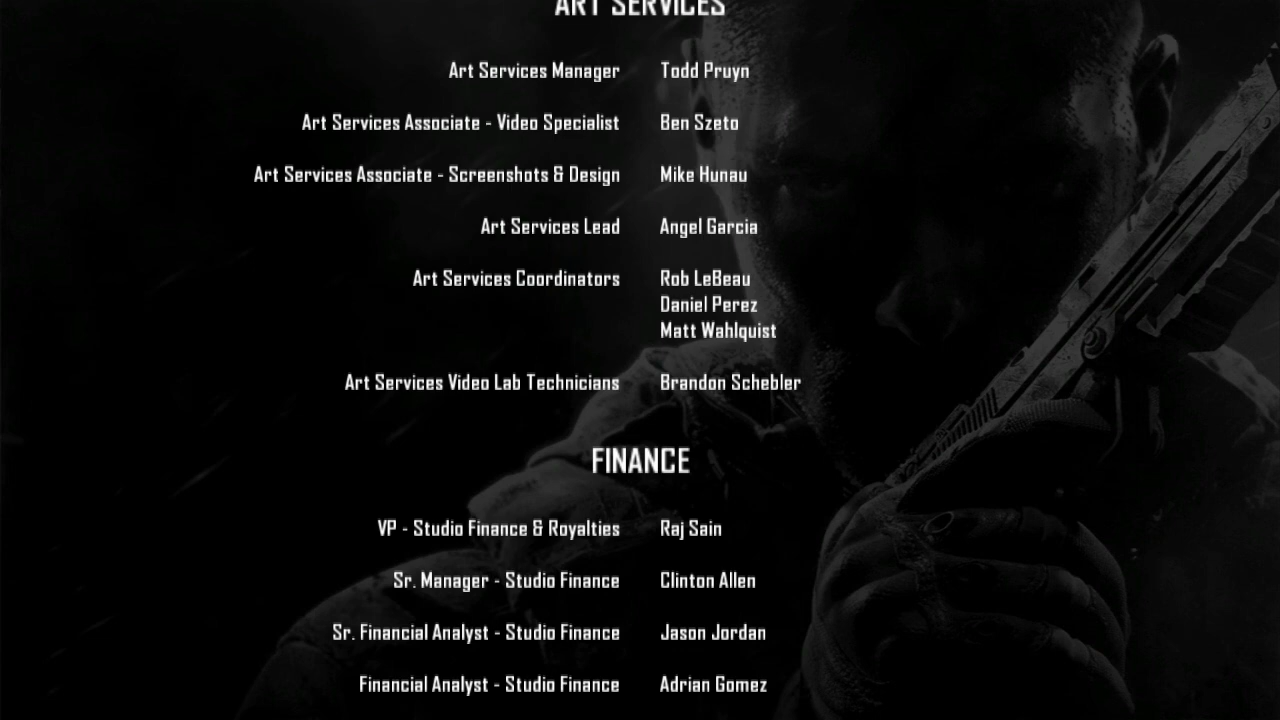 ART SERVICES
Art Services Manager Todd Pruyn
Art Services Associate - Video Specialist Ben Szeto
Art Services Associate - Screenshots & Design Mike Hunau
Art Services Lead Angel Garcia
Art Services Coordinators Rob LeBeau
Daniel Perez
Matt Wahlquist
Art Services Video Lab Technicians Brandon Schebler
FINANCE
VP - Studio Finance & Royalties Raj Sain
Sr. Manager - Studio Finance Clinton Allen
Sr. Financial Analyst - Studio Finance Jason Jordan
Financial Analyst - Studio Finance Adrian Gomez